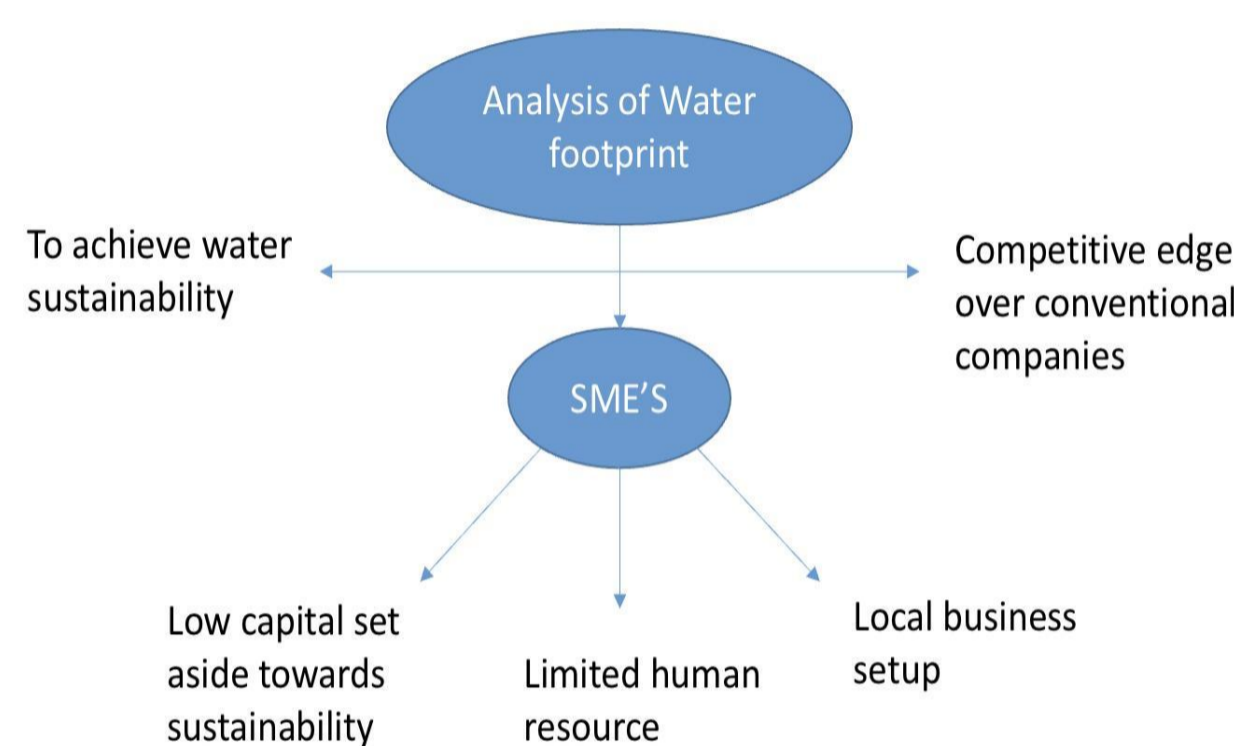 Analysis of Water
footprint
To achieve water
sustainability
Competitive edge
over conventional
companies
SME’S
Low capital set
aside towards
sustainability
Limited human
resource
Local business
setup